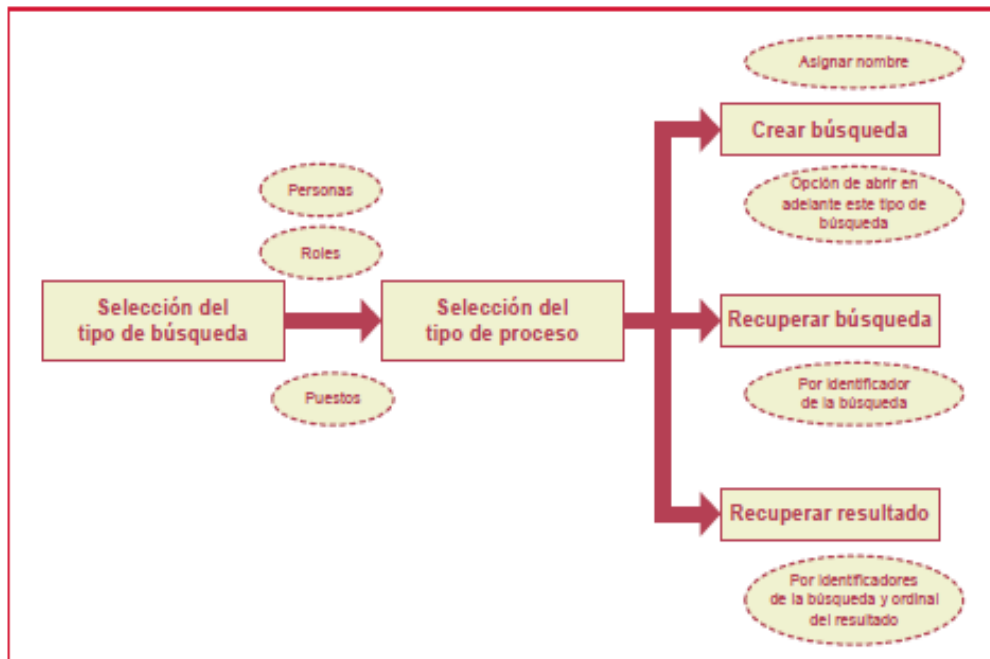 Asignar nombre
Crear búsqueda
Opción de abrir en
adelante este tipo de
búsqueda
Personas
Roles
Selección del
tipo de búsqueda
Selección del
tipo de proceso
Recuperar búsqueda
Puestos
Por identificador
de la búsqueda
Recuperar resultado
Por identificadores
de la búsqueda y ordinal
del resultado